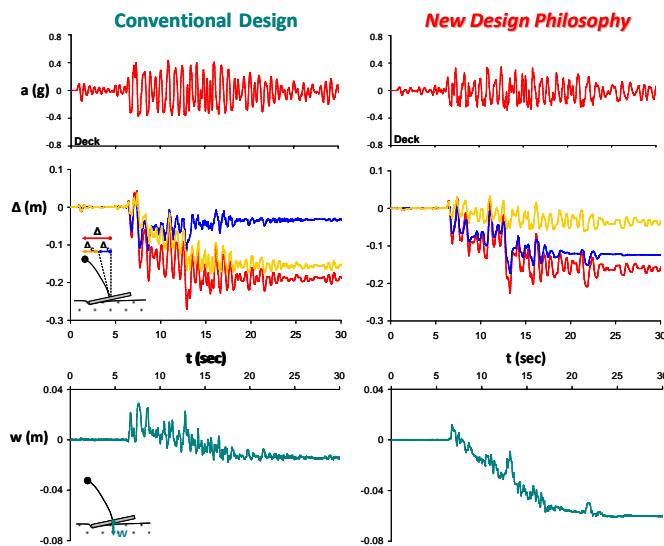 Conventional Design
New Design Philosophy
a (g)
0.8
0.4
0
-0.4
-0.8
Deck
0.8
0.4
0
-0.4
-0.8
Deck
Δ (m)
0.1
0
-0.1
-0.2
-0.3
Δ
Δ Δ
0 5 10 15 20 25 30
t (sec)
0.1
0
-0.1
-0.2
-0.3
0 5 10 15 20 25 30
t (sec)
w (m)
0 5 10 15 20 25 30
0.04
0
-0.04
-0.08
w
0 5 10 15 20 25 30
0.04
0
-0.04
-0.08